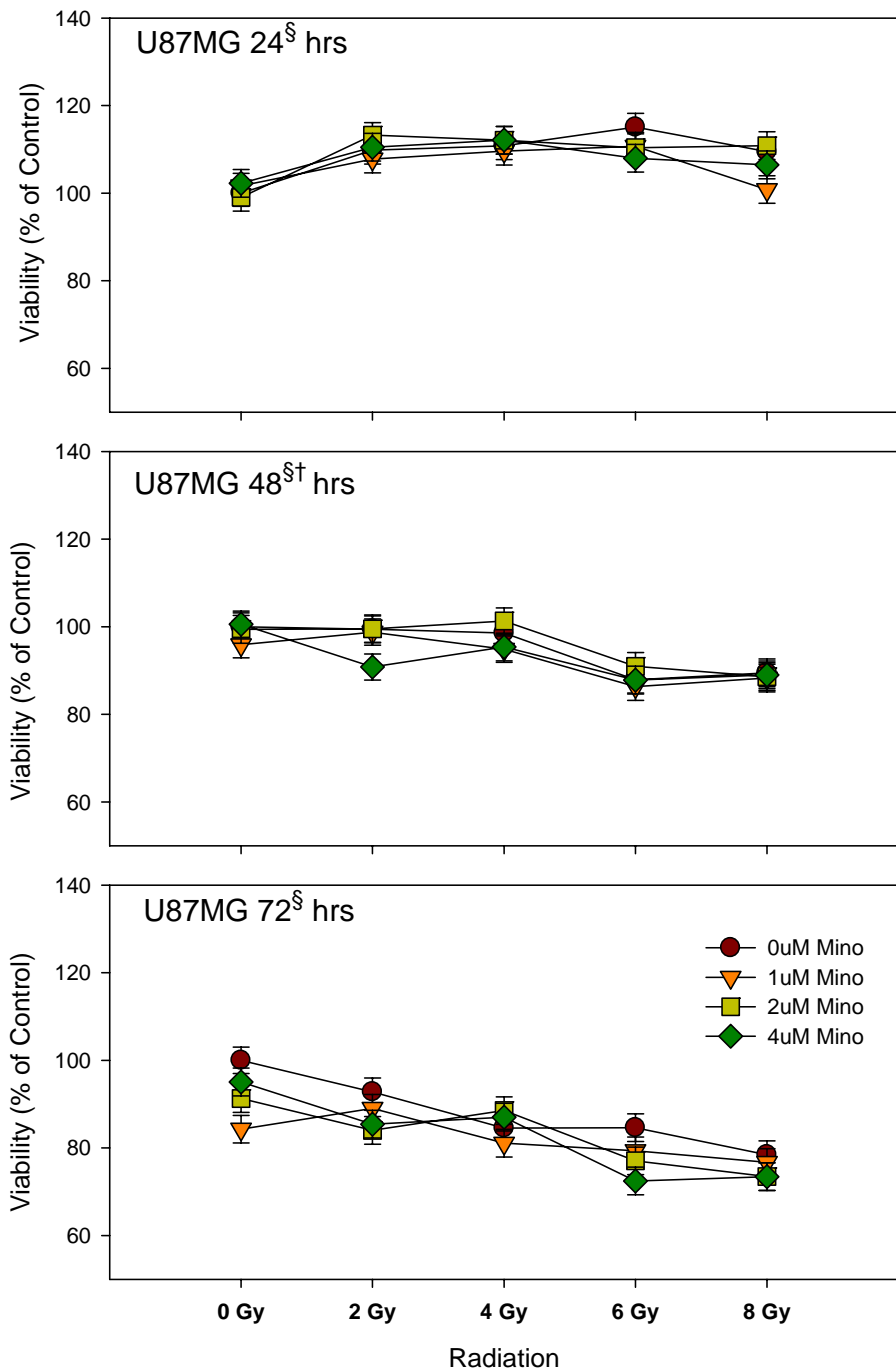 U87MG 24§ hrs
Viability (% of Control)
140
120
100
80
60
U87MG 48§† hrs
Viability (% of Control)
140
120
100
80
60
U87MG 72§ hrs
Viability (% of Control)
140
120
100
80
60
0uM Mino
1uM Mino
2uM Mino
4uM Mino
0 Gy 2 Gy 4 Gy 6 Gy 8 Gy
Radiation